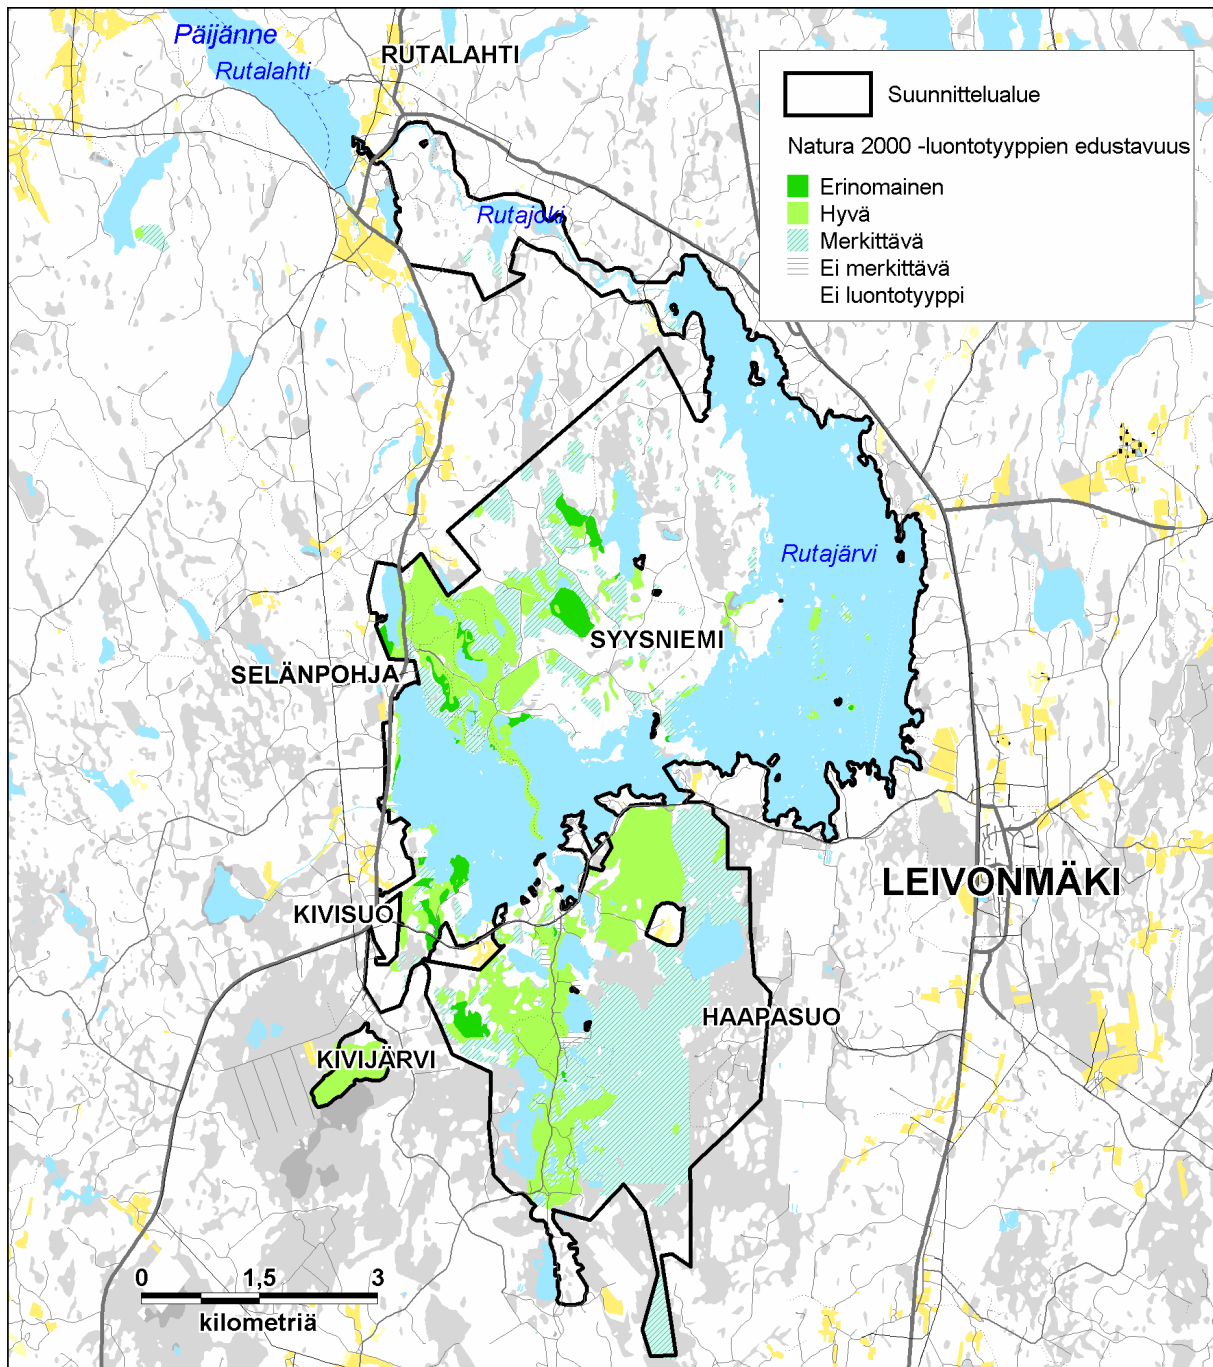 Päijänne
Rutalahti
RUTALAHTI
Suunnittelualue
Natura 2000 -luontotyyppien edustavuus
Erinomainen
Hyvä
Merkittävä
Ei merkittävä
Ei luontotyyppi
Rutajoki
Rutajärvi
SYYSNIEMI
SELÄNPOHJA
LEIVONMÄKI
KIVISUO
HAAPASUO
KIVIJÄRVI
0 1,5 3
kilometriä